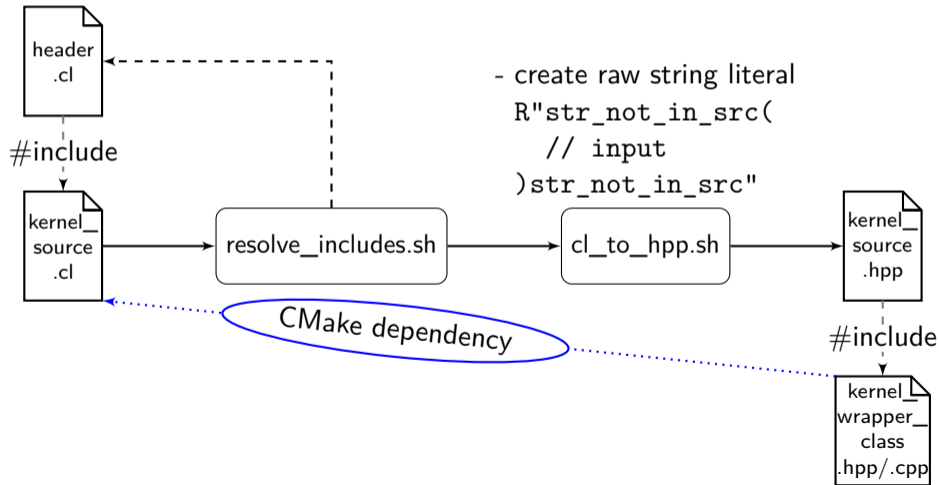 header
.cl
#include
kernel_
source
.cl
resolve_includes.sh
- create raw string literal
R"str_not_in_src(
// input
)str_not_in_src"
cl_to_hpp.sh
kernel_
source
.hpp
#include
CMake dependency
kernel_
wrapper_
class
.hpp/.cpp